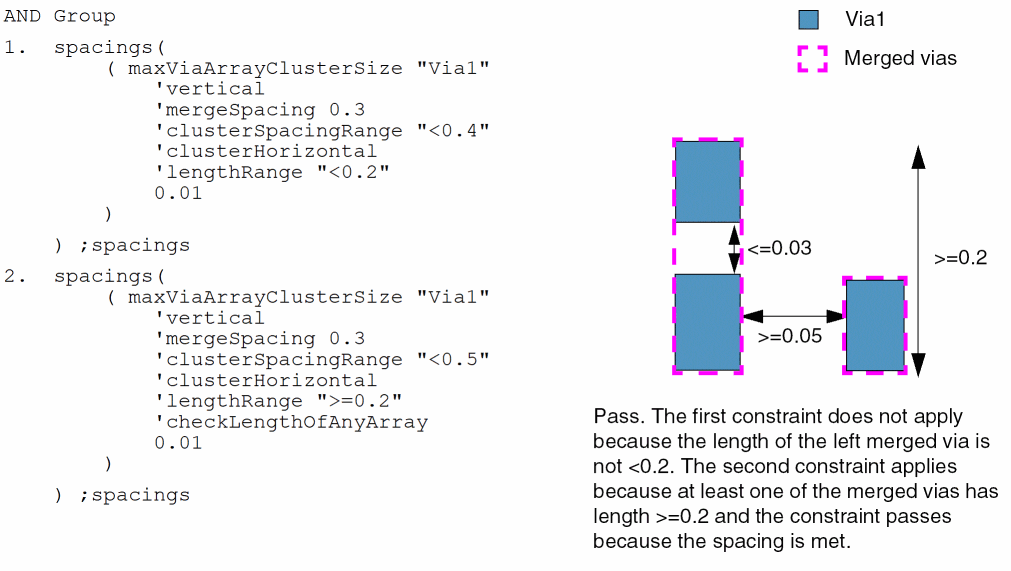 AND Group
1. spacings(
( maxViaArrayClusterSize "Via1"
'vertical
'mergeSpacing 0.3
'clusterSpacingRange "<0.4"
'clusterHorizontal
'lengthRange "<0.2"
0.01
)
) ;spacings
2. spacings(
( maxViaArrayClusterSize "Via1"
'vertical
'mergeSpacing 0.3
'clusterSpacingRange "<0.5"
'clusterHorizontal
'lengthRange ">=0.2"
'checkLengthOfAnyArray
0.01
)
) ;spacings
Via1
Merged vias
<=0.03
>=0.2
>=0.05
Pass. The first constraint does not apply
because the length of the left merged via is
not <0.2. The second constraint applies
because at least one of the merged vias has
length >=0.2 and the constraint passes
because the spacing is met.